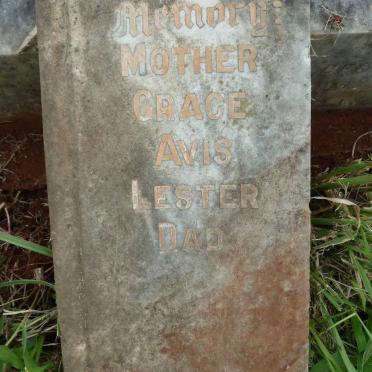 Memory:
MOTHER
GRACE
AVIS
LESTER
DAD